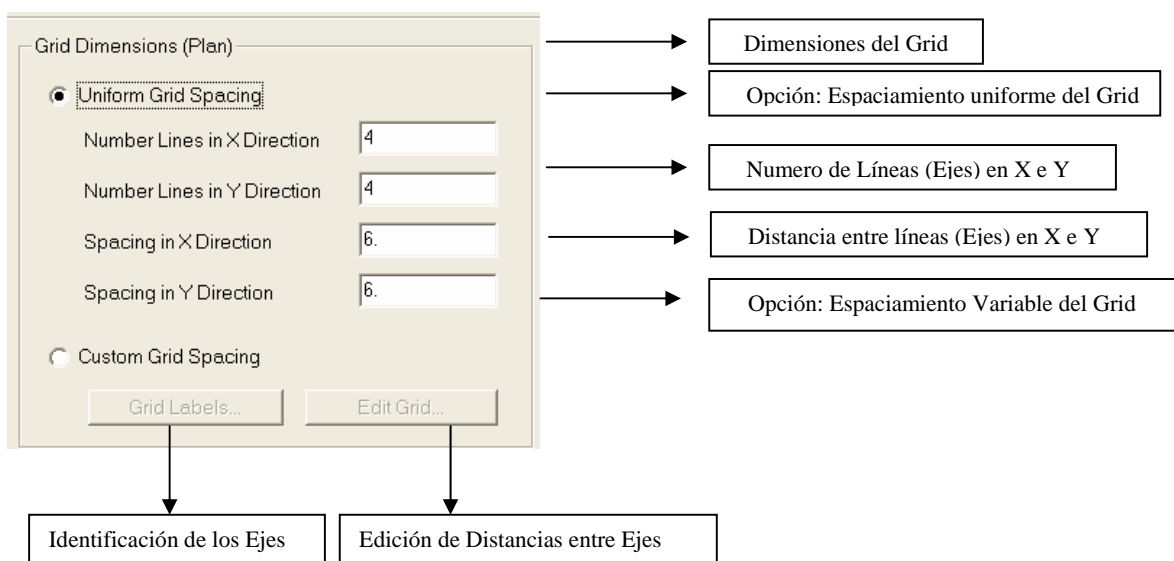 Grid Dimensions (Plan)
Dimensiones del Grid
Uniform Grid Spacing
Opción: Espaciamiento uniforme del Grid
Number Lines in X Direction
4
Number Lines in Y Direction
4
Numero de Líneas (Ejes) en X e Y
Spacing in X Direction
6.
Distancia entre líneas (Ejes) en X e Y
Spacing in Y Direction
6.
Opción: Espaciamiento Variable del Grid
Custom Grid Spacing
Grid Labels...
Edit Grid...
Identificación de los Ejes
Edición de Distancias entre Ejes